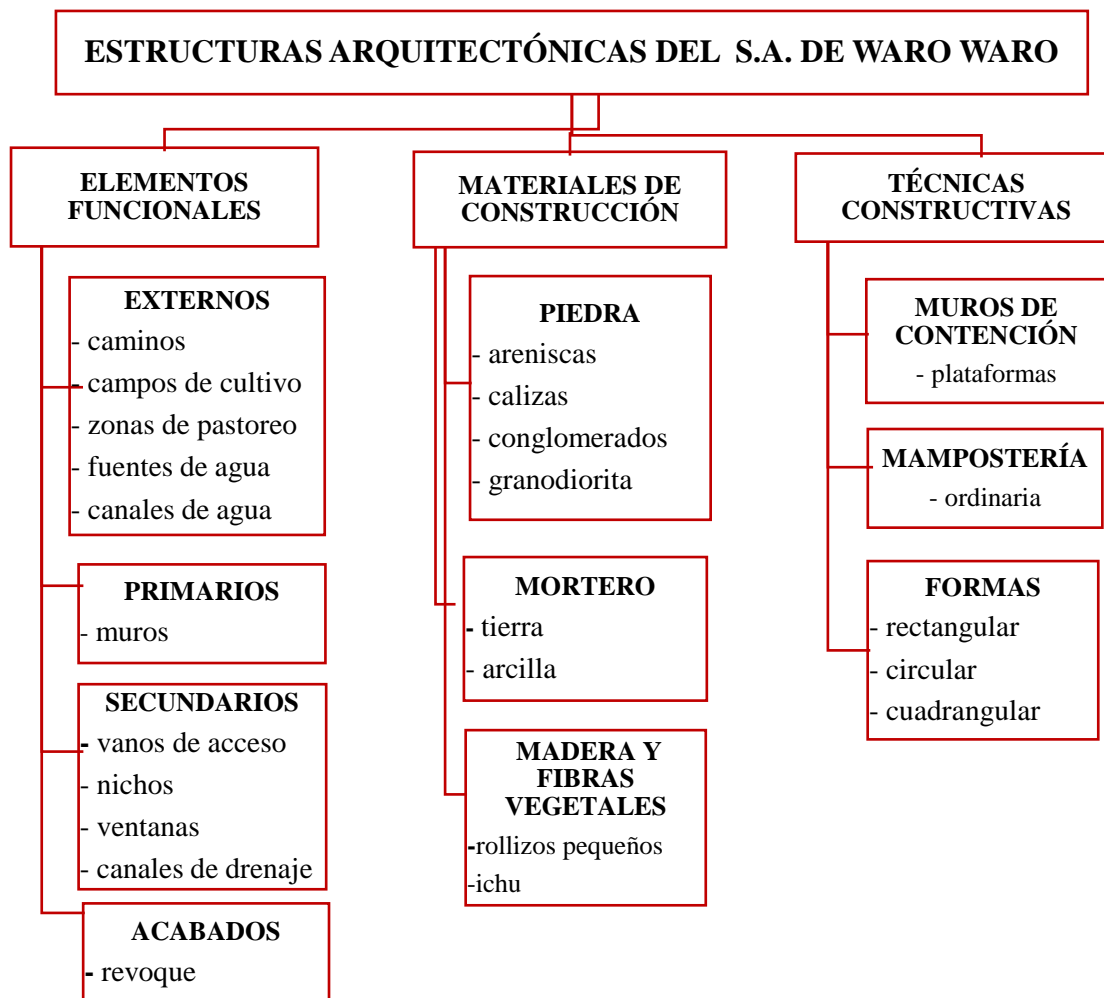 ESTRUCTURAS ARQUITECTÓNICAS DEL S.A. DE WARO WARO
ELEMENTOS
FUNCIONALES
EXTERNOS
- caminos
- campos de cultivo
- zonas de pastoreo
- fuentes de agua
- canales de agua
PRIMARIOS
- muros
SECUNDARIOS
- vanos de acceso
- nichos
- ventanas
- canales de drenaje
ACABADOS
- revoque
MATERIALES DE
CONSTRUCCIÓN
PIEDRA
- areniscas
- calizas
- conglomerados
- granodiorita
MORTERO
- tierra
- arcilla
MADERA Y
FIBRAS
VEGETALES
-rollizos pequeños
-ichu
TÉCNICAS
CONSTRUCTIVAS
MUROS DE
CONTENCIÓN
- plataformas
MAMPOSTERÍA
- ordinaria
FORMAS
- rectangular
- circular
- cuadrangular